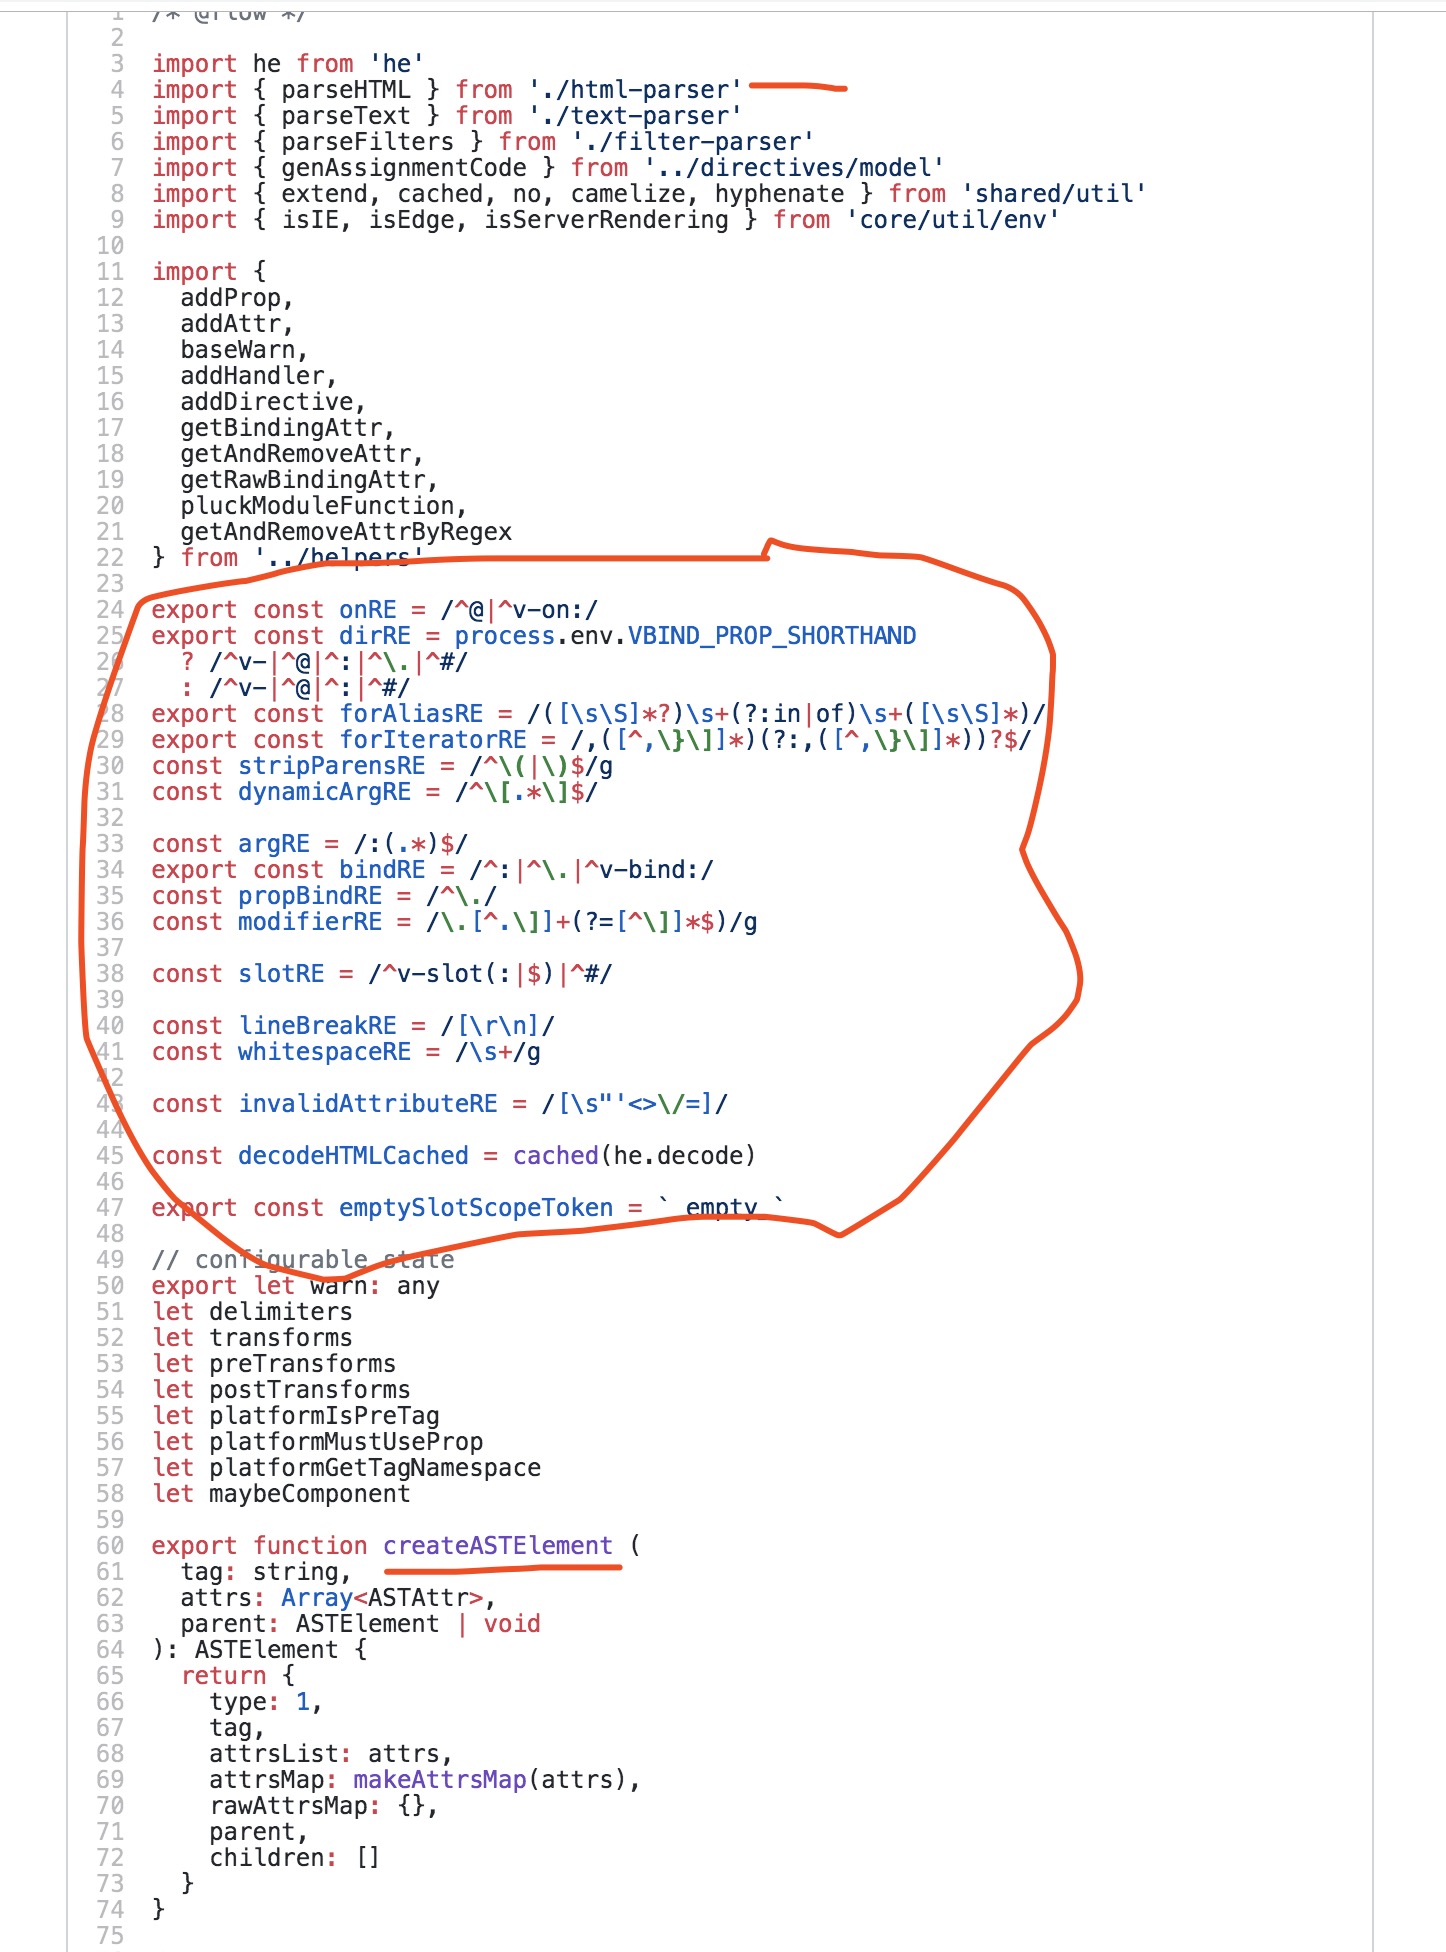 1 /* @flow */
2
3 import he from 'he'
4 import { parseHTML } from './html-parser'
5 import { parseText } from './text-parser'
6 import { parseFilters } from './filter-parser'
7 import { genAssignmentCode } from '../directives/model'
8 import { extend, cached, no, camelize, hyphenate } from 'shared/util'
9 import { isIE, isEdge, isServerRendering } from 'core/util/env'
10
11 import {
12   addProp,
13   addAttr,
14   baseWarn,
15   addHandler,
16   addDirective,
17   getBindingAttr,
18   getAndRemoveAttr,
19   getRawBindingAttr,
20   pluckModuleFunction,
21   getAndRemoveAttrByRegex
22 } from '../helpers'
23
24 export const onRE = /^@|^v-on:/
25 export const dirRE = process.env.VBIND_PROP_SHORTHAND
26   ? /^v-|^@|^:|^\.|^#/
27   : /^v-|^@|^:|^#/
28 export const forAliasRE = /([\s\S]*?)\s+(?:in|of)\s+([\s\S]*)/
29 export const forIteratorRE = /,([^,\}\]]*)(?:,([^,\}\]]*))?$/
30 const stripParensRE = /^\(|\)$/g
31 const dynamicArgRE = /^\[.*\]$/
32
33 const argRE = /:(.*)$/
34 export const bindRE = /^:|^\.|^v-bind:/
35 const propBindRE = /^\./
36 const modifierRE = /\.[^.\]]+(?=[^\]]*$)/g
37
38 const slotRE = /^v-slot(:|$)|^#/
39
40 const lineBreakRE = /[\r\n]/
41 const whitespaceRE = /\s+/g
42
43 const invalidAttributeRE = /[\s"'<>\/=]/
44
45 const decodeHTMLCached = cached(he.decode)
46
47 export const emptySlotScopeToken = `_empty_`
48
49 // configurable state
50 export let warn: any
51 let delimiters
52 let transforms
53 let preTransforms
54 let postTransforms
55 let platformIsPreTag
56 let platformMustUseProp
57 let platformGetTagNamespace
58 let maybeComponent
59
60 export function createASTElement (
61   tag: string,
62   attrs: Array<ASTAttr>,
63   parent: ASTElement | void
64 ): ASTElement {
65   return {
66     type: 1,
67     tag,
68     attrsList: attrs,
69     attrsMap: makeAttrsMap(attrs),
70     rawAttrsMap: {},
71     parent,
72     children: []
73   }
74 }
75